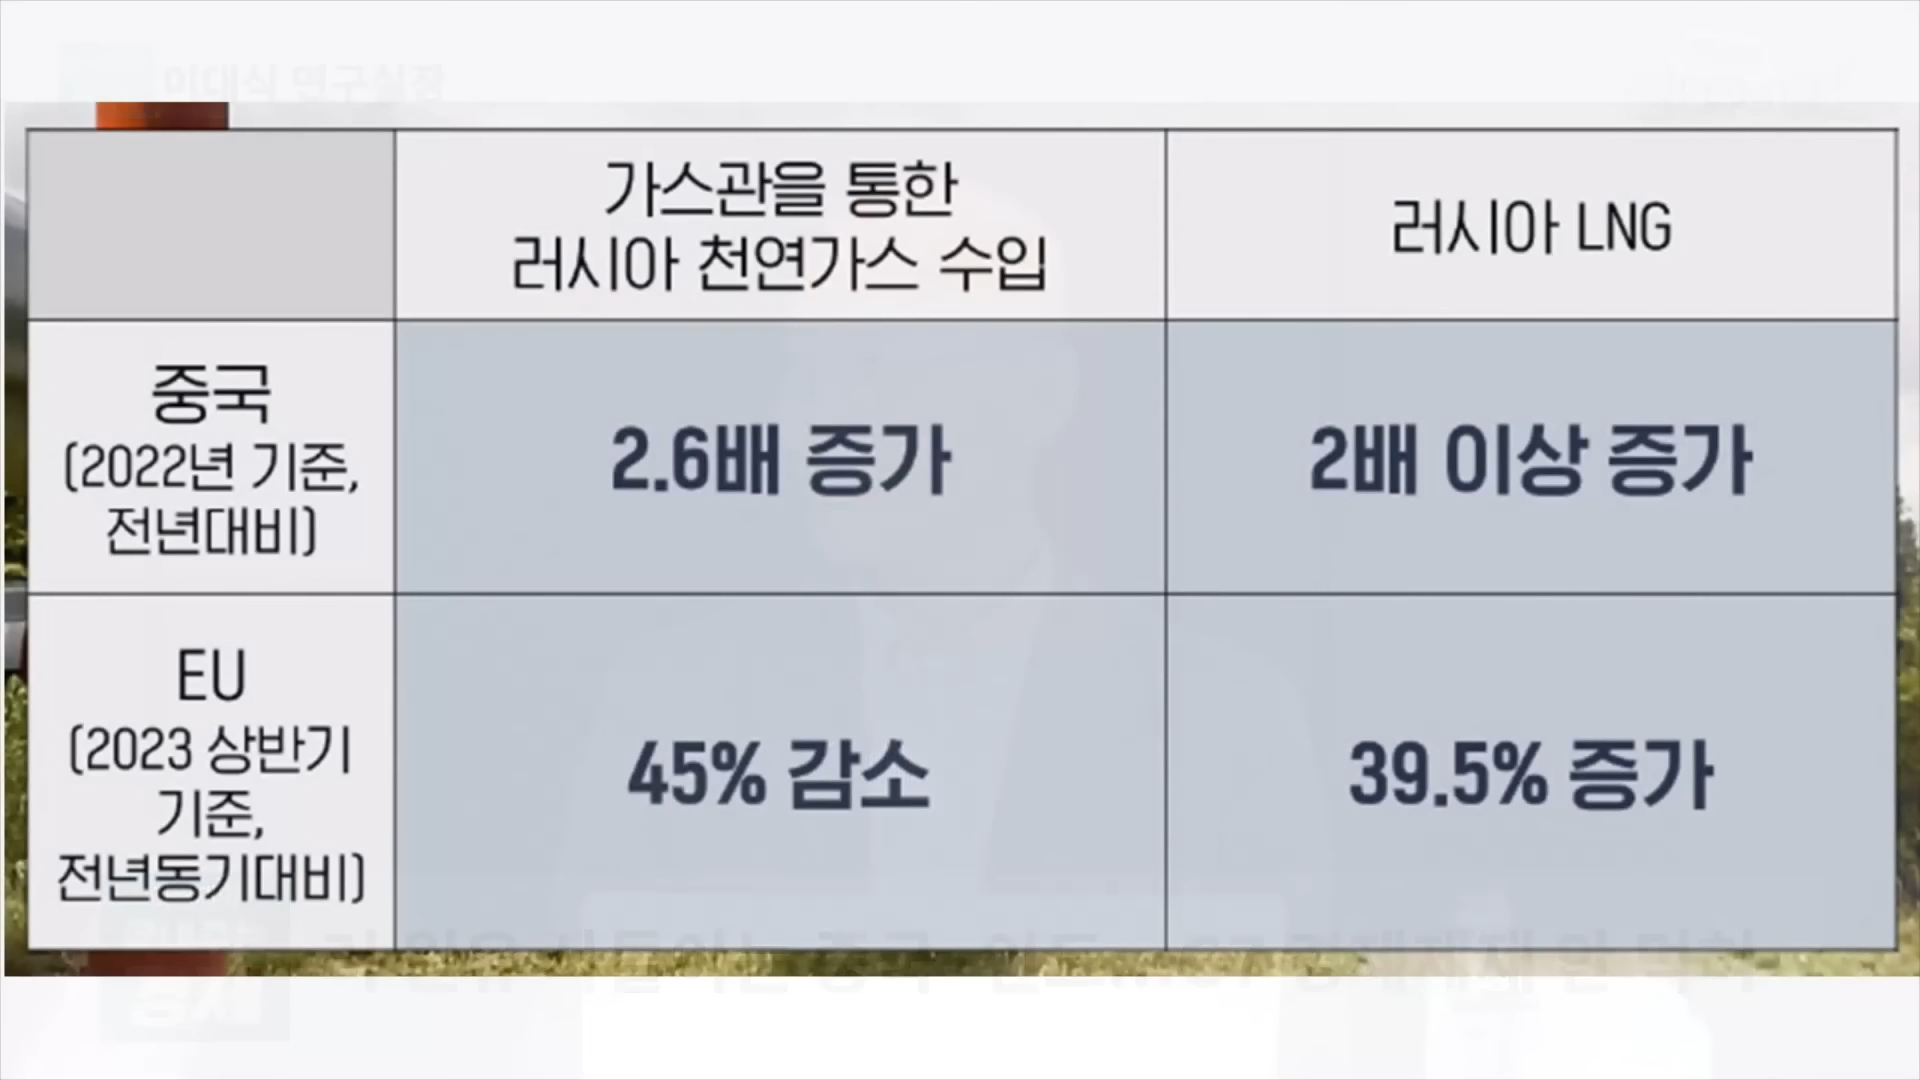 가스관을 통한
러시아 천연가스 수입
러시아 LNG
중국
(2022년 기준,
전년대비)
2.6배 증가
2배 이상 증가
EU
(2023 상반기
기준,
전년동기대비)
45% 감소
39.5% 증가